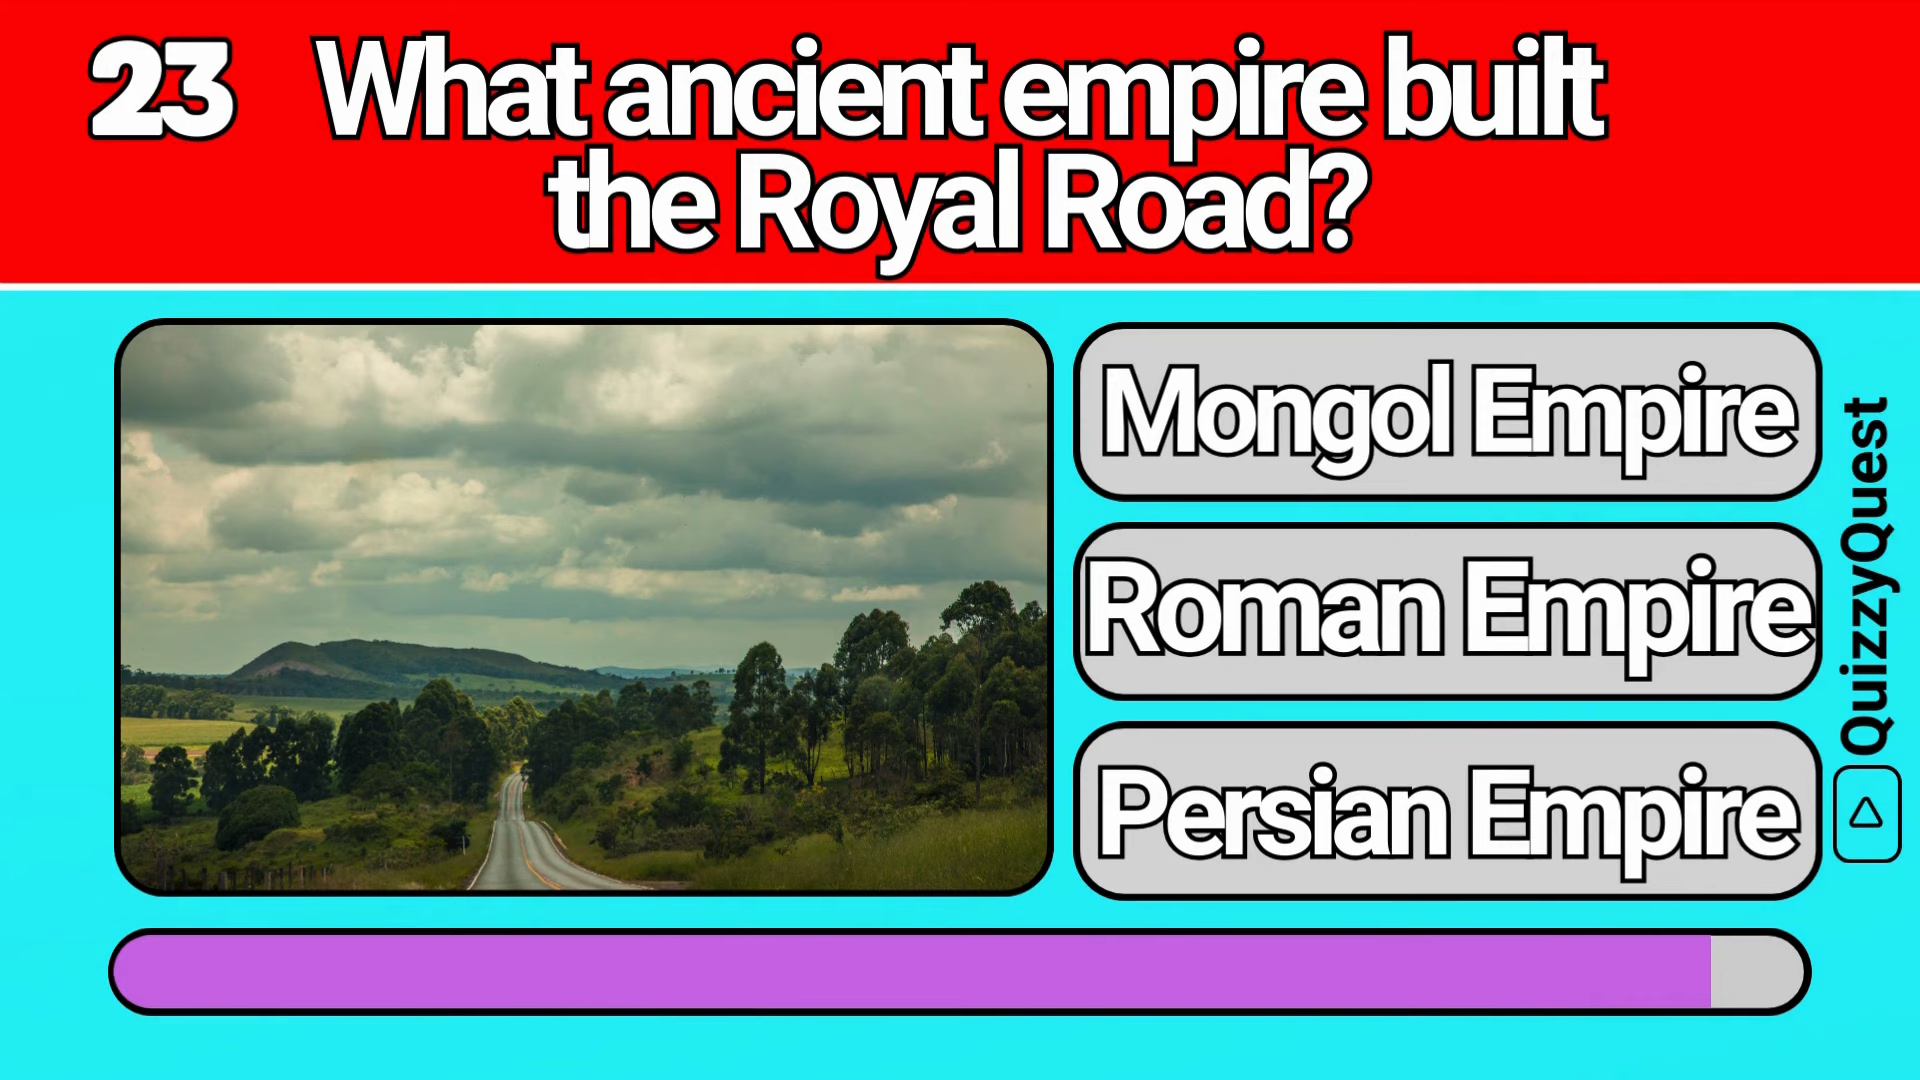 23
What ancient empire built
the Royal Road?
Mongol Empire
Roman Empire
Persian Empire
QuizzyQuest